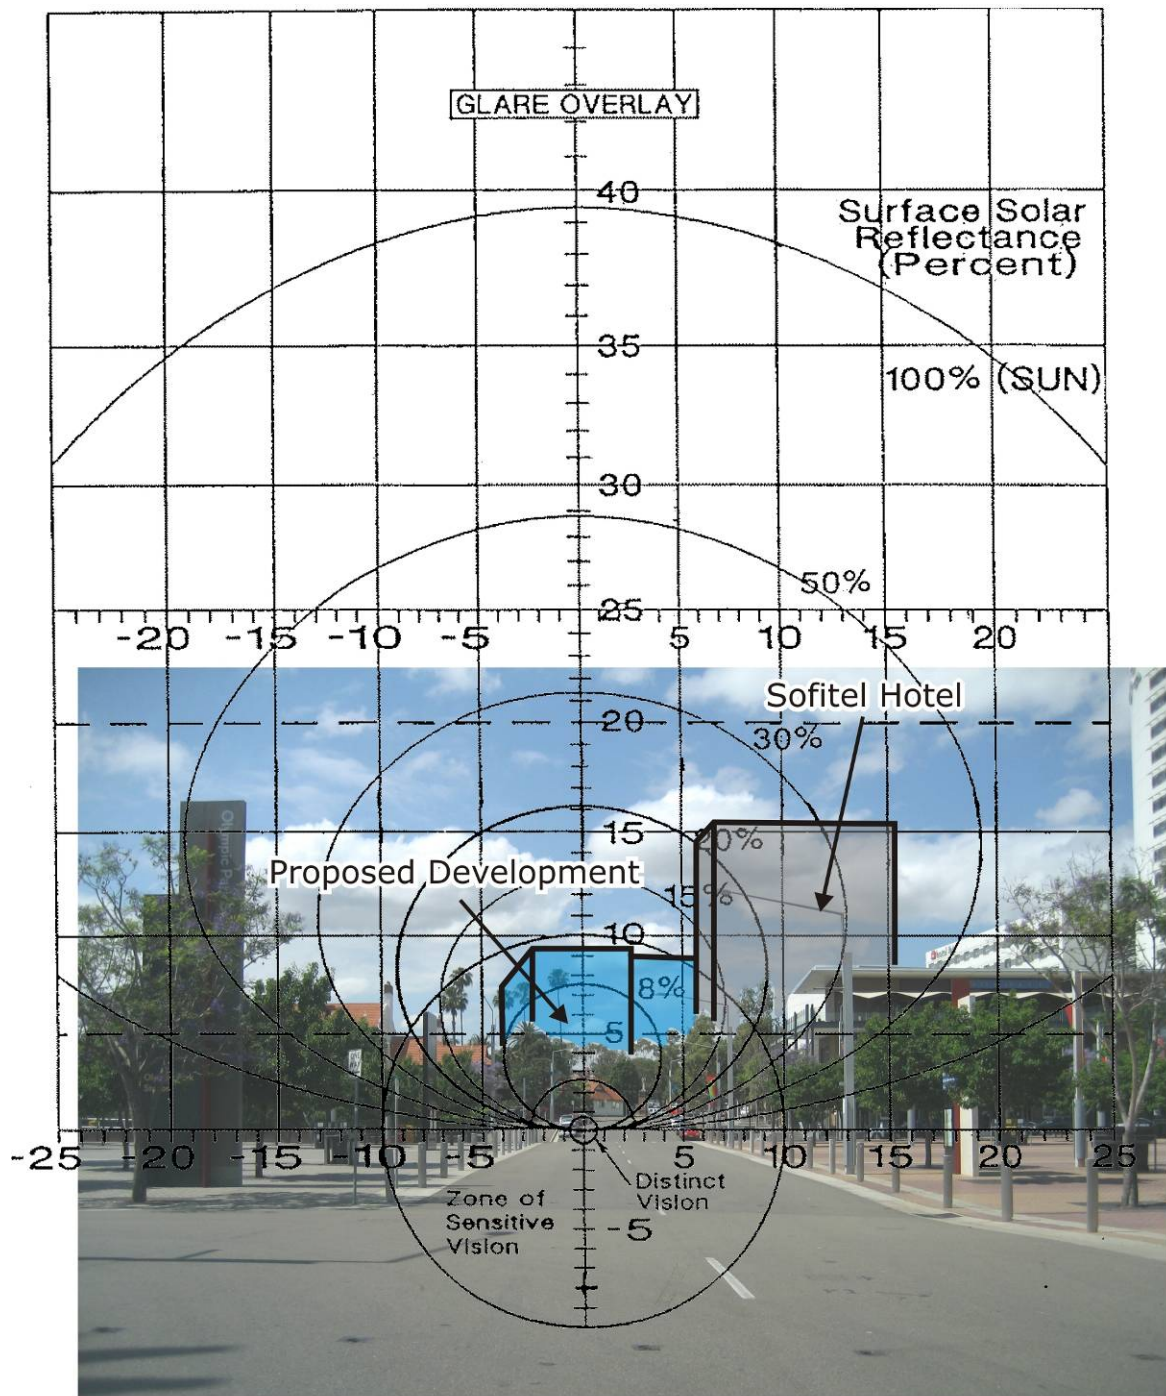 GLARE OVERLAY
40
Surface Solar
Reflectance
(Percent)
35
100% (SUN)
30
50%
25
-20 -15 -10 -5 5 10 15 20
Sofitel Hotel
20
30%
15
20%
Proposed Development
15%
10
8%
5
-25 -20 -15 -10 -5 5 10 15 20 25
Distinct
Vision
Zone of
Sensitive
Vision
-5